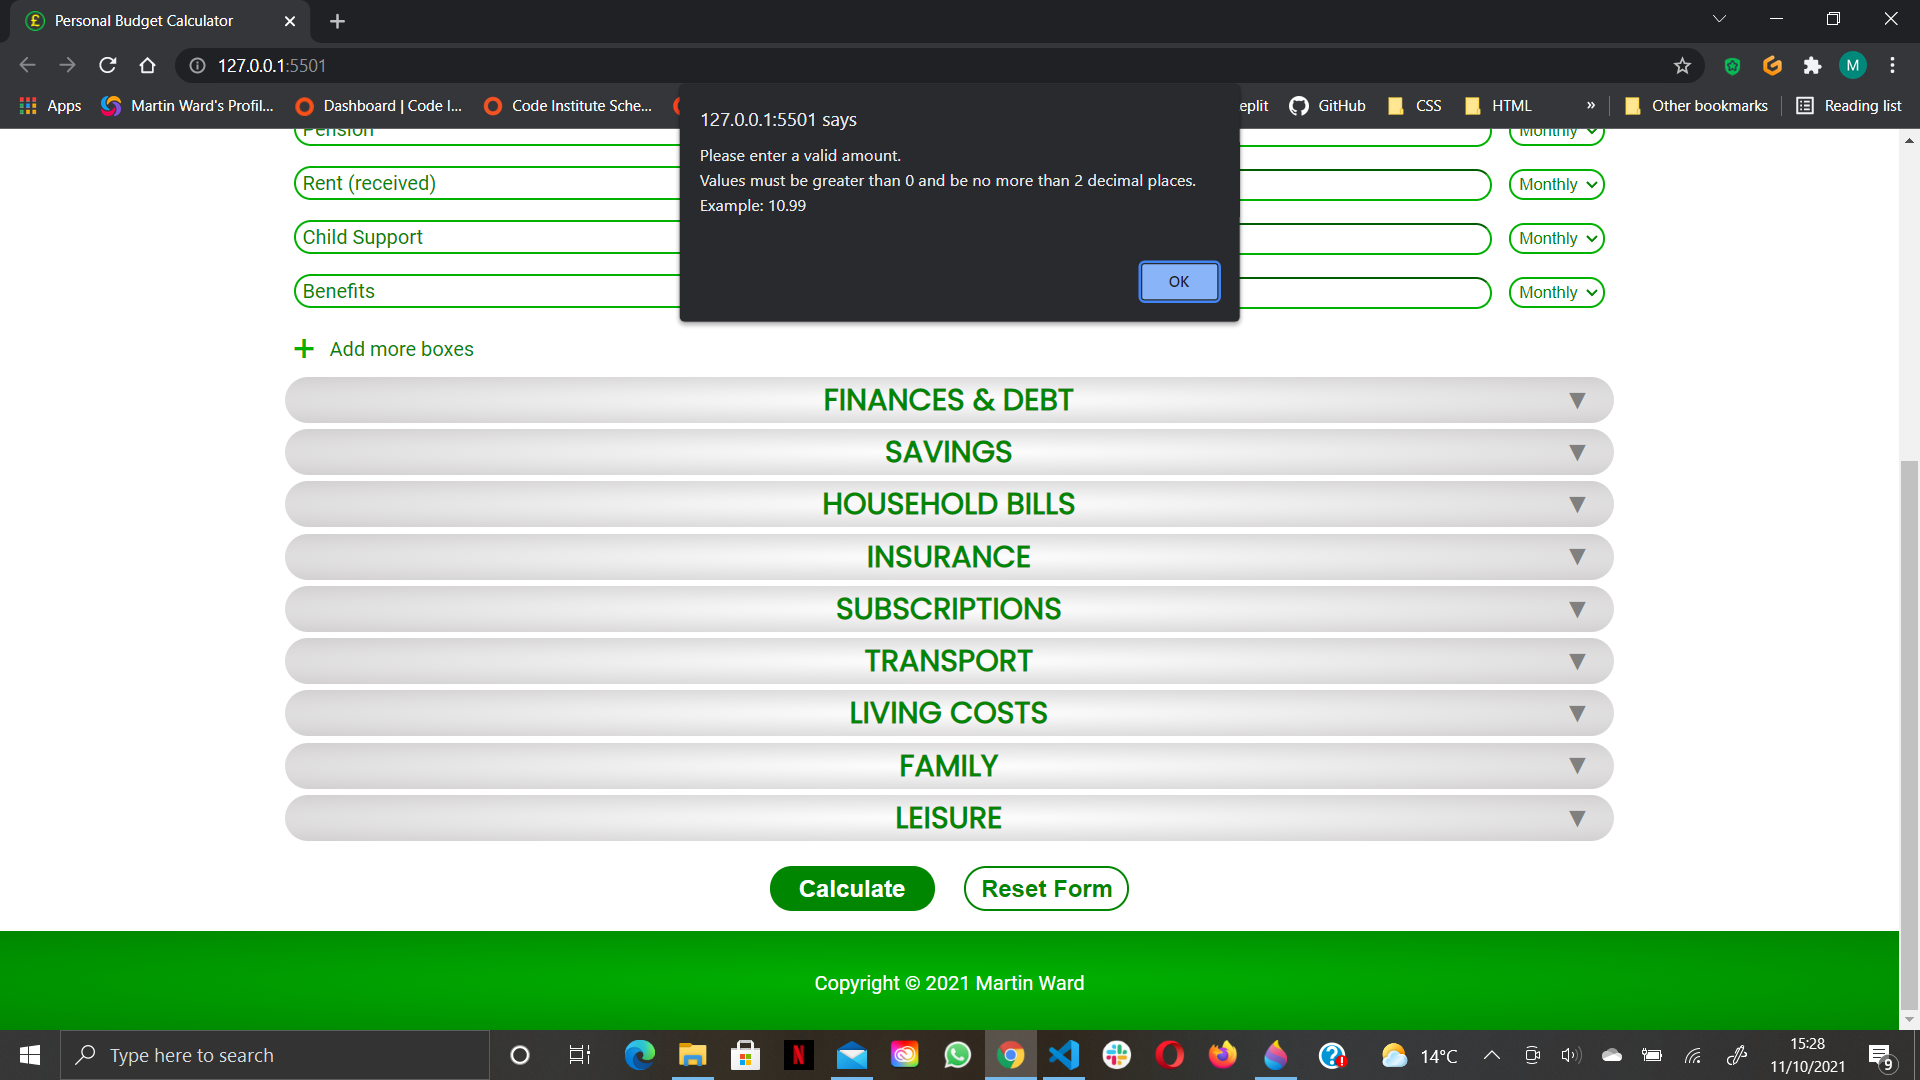 Personal Budget Calculator
127.0.0.1:5501
M
Apps
Martin Ward's Profil...
Dashboard | Code I...
Code Institute Sche...
eplit
GitHub
CSS
HTML
»
Other bookmarks
Reading list
127.0.0.1:5501 says
Please enter a valid amount.
Values must be greater than 0 and be no more than 2 decimal places.
Example: 10.99
OK
Pension
Monthly
Rent (received)
Monthly
Child Support
Monthly
Benefits
Monthly
+ Add more boxes
FINANCES & DEBT
SAVINGS
HOUSEHOLD BILLS
INSURANCE
SUBSCRIPTIONS
TRANSPORT
LIVING COSTS
FAMILY
LEISURE
Calculate
Reset Form
Copyright © 2021 Martin Ward
Type here to search
14°C
15:28
11/10/2021
9